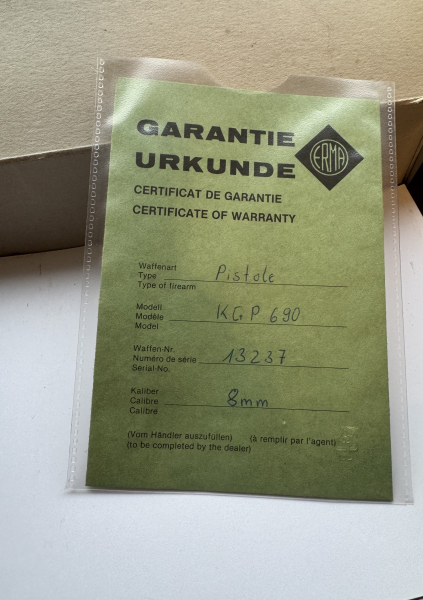 GARANTIE
URKUNDE
ERMA
CERTIFICAT DE GARANTIE
CERTIFICATE OF WARRANTY
Waffenart
Type Pistole
Type of firearm
Modell
Modèle KGP 690
Model
Waffen-Nr.
Numéro de série 13237
Serial-No.
Kaliber
Calibre 8mm
Calibre
(Vom Händler auszufüllen) (à remplir par l'agent)
(to be completed by the dealer)